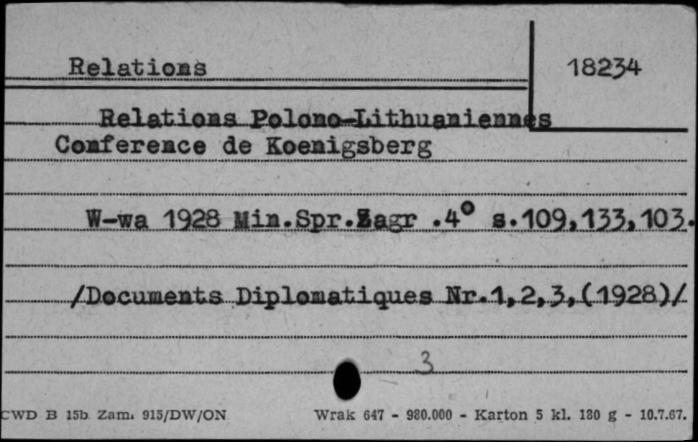 Relations 18234
Relations Polono-Lithuaniennes
Conference de Koenigsberg
W-wa 1928 Min.Spr.Zagr .4° s.109,133,103.
/Documents Diplomatiques Nr.1,2,3,(1928)/
3
CWD B 15b Zam. 915/DW/ON Wrak 647 - 980.000 - Karton 5 kl. 180 g - 10.7.67.